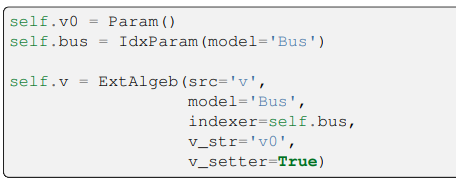 self.v0 = Param()
self.bus = IdxParam(model='Bus')
self.v = ExtAlgeb(src='v',
model='Bus',
indexer=self.bus,
v_str='v0',
v_setter=True)